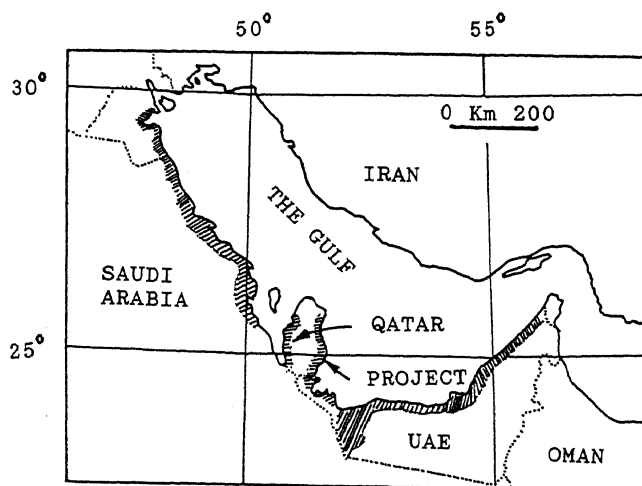 50° 55°
30°
0 Km 200
IRAN
THE GULF
SAUDI
ARABIA
QATAR
25°
PROJECT
UAE
OMAN